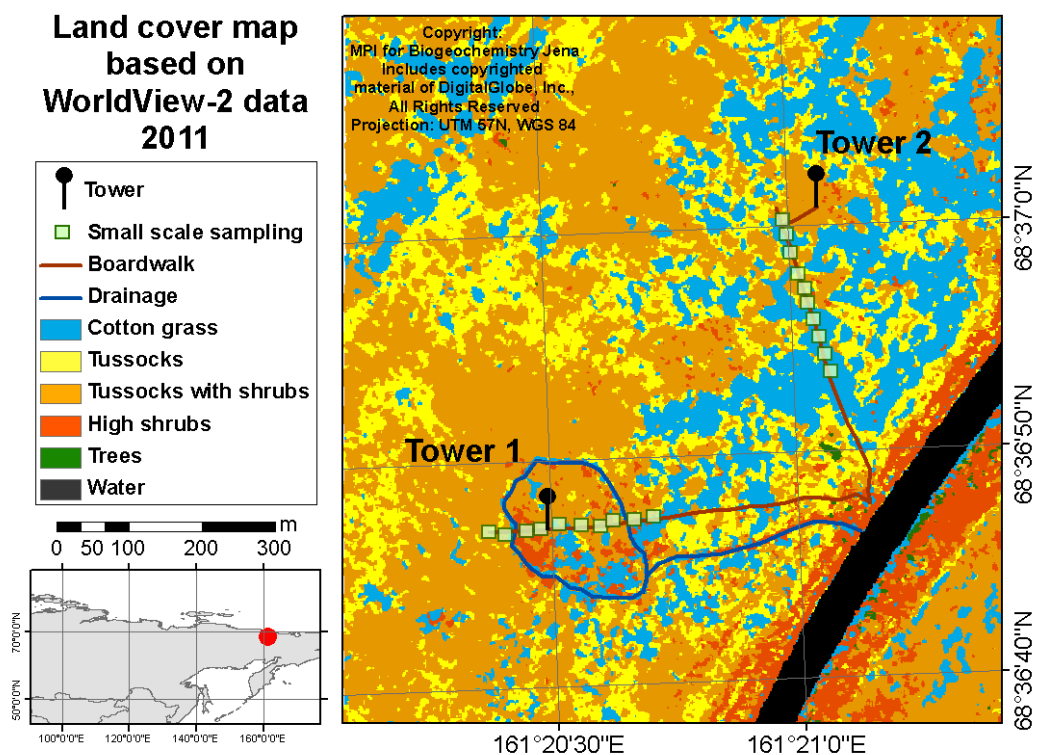 Land cover map
based on
WorldView-2 data
2011
Tower
Small scale sampling
Boardwalk
Drainage
Cotton grass
Tussocks
Tussocks with shrubs
High shrubs
Trees
Water
0 50 100 200 300 m
70°0'0"N
50°0'0"N
100°0'0"E 120°0'0"E 140°0'0"E 160°0'0"E
Copyright:
MPI for Biogeochemistry Jena
Includes copyrighted
material of DigitalGlobe, Inc.,
All Rights Reserved
Projection: UTM 57N, WGS 84
Tower 2
Tower 1
68°37'0"N
68°36'50"N
68°36'40"N
161°20'30"E 161°21'0"E